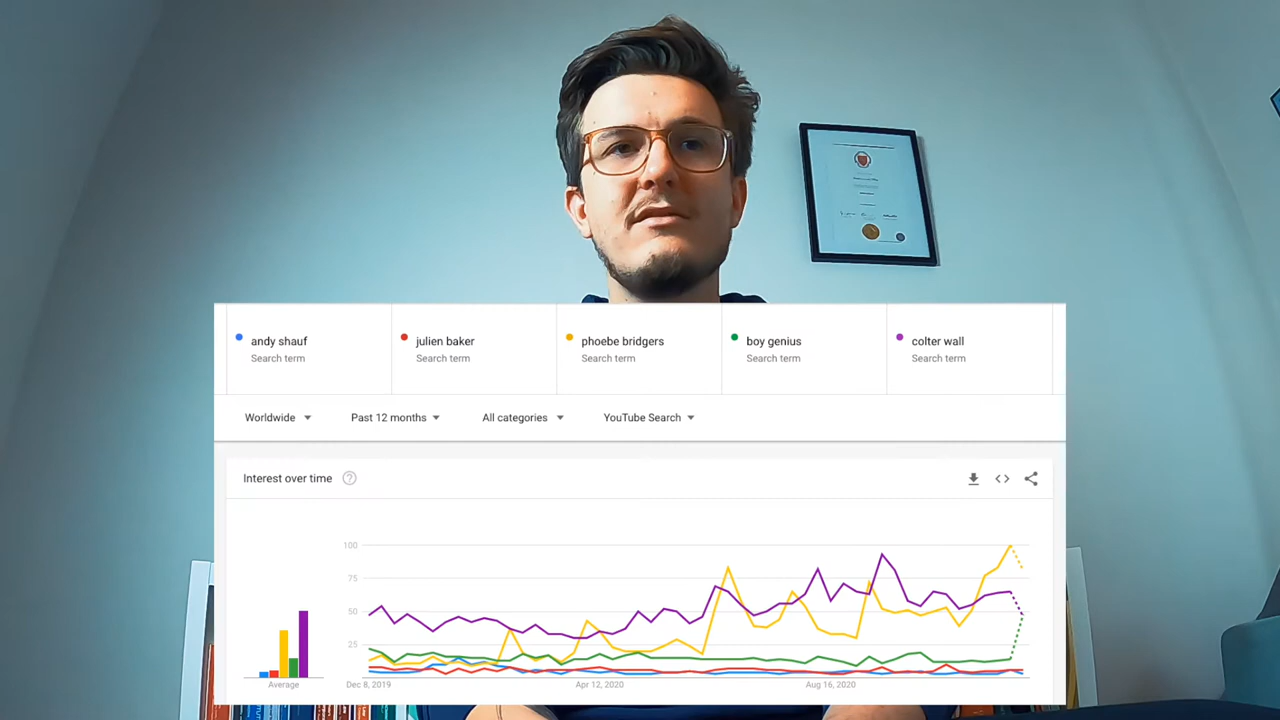 andy shauf
Search term
julien baker
Search term
phoebe bridgers
Search term
boy genius
Search term
colter wall
Search term
Worldwide
Past 12 months
All categories
YouTube Search
Interest over time
?
100
75
50
25
Average
Dec 8, 2019
Apr 12, 2020
Aug 16, 2020